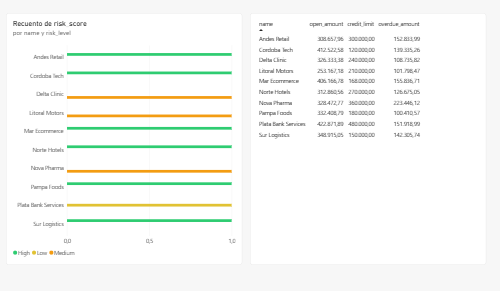 Recuento de risk_score
por name y risk_level
Andes Retail
Cordoba Tech
Delta Clinic
Litoral Motors
Mar Ecommerce
Norte Hotels
Nova Pharma
Pampa Foods
Plata Bank Services
Sur Logistics
0,0 0,5 1,0
High Low Medium
name open_amount credit_limit overdue_amount
Andes Retail 308.657,96 300.000,00 152.833,99
Cordoba Tech 412.522,58 120.000,00 139.335,26
Delta Clinic 326.333,38 240.000,00 108.735,82
Litoral Motors 253.167,18 210.000,00 101.798,47
Mar Ecommerce 406.166,78 168.000,00 155.836,71
Norte Hotels 312.860,56 270.000,00 126.675,05
Nova Pharma 328.472,77 360.000,00 223.446,12
Pampa Foods 332.408,79 180.000,00 100.410,57
Plata Bank Services 422.871,89 480.000,00 151.918,99
Sur Logistics 348.915,05 150.000,00 142.305,74